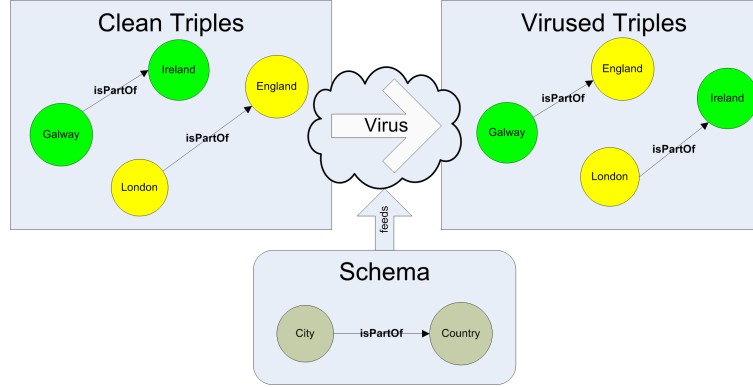 Clean Triples
Ireland
isPartOf
England
Galway
isPartOf
London
Virus
Virused Triples
England
isPartOf
Ireland
Galway
isPartOf
London
feeds
Schema
City
isPartOf
Country